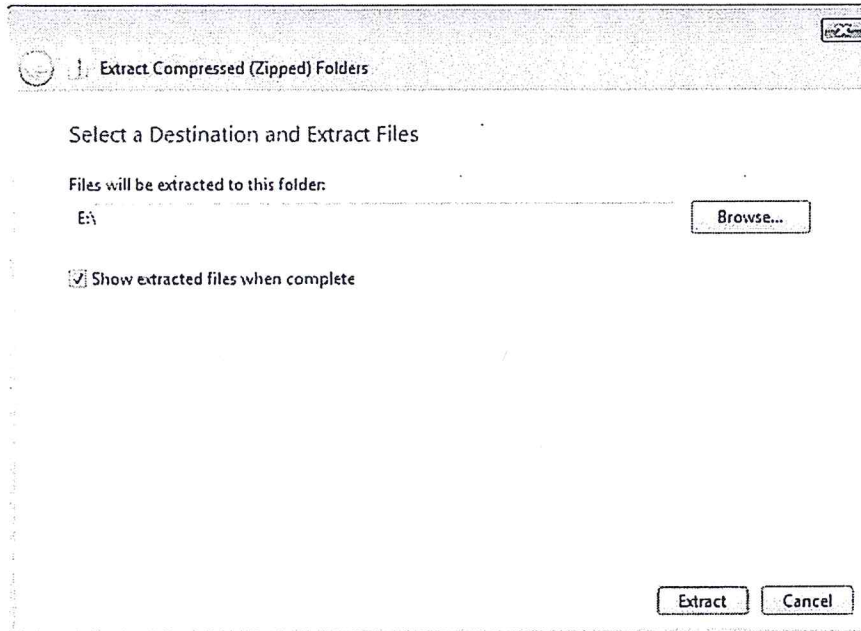 Extract Compressed (Zipped) Folders
Select a Destination and Extract Files
Files will be extracted to this folder:
E:\
Browse...
Show extracted files when complete
Extract
Cancel